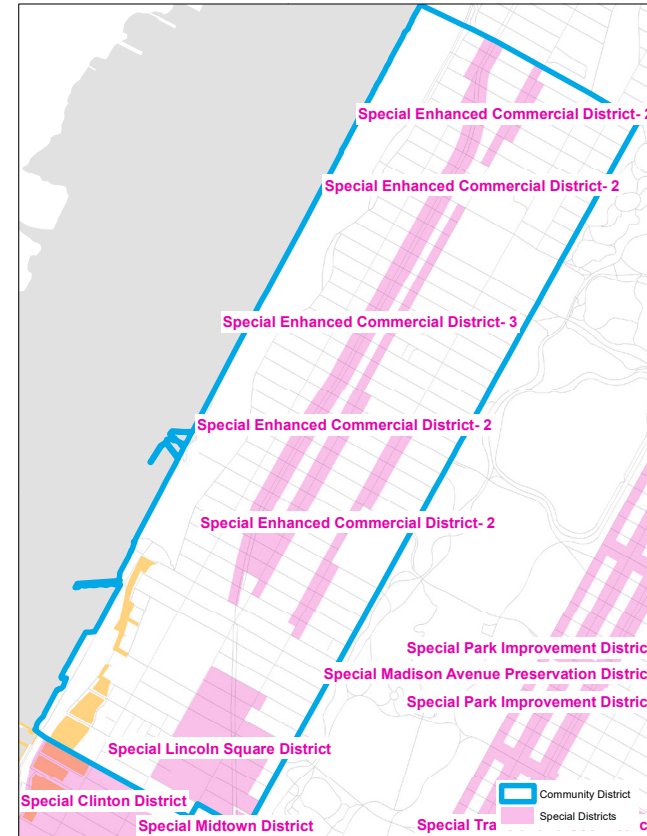 Special Enhanced Commercial District- 2
Special Enhanced Commercial District- 2
Special Enhanced Commercial District- 3
Special Enhanced Commercial District- 2
Special Enhanced Commercial District- 2
Special Park Improvement Distric
Special Madison Avenue Preservation Distric
Special Park Improvement Distric
Special Lincoln Square District
Community District
Special Clinton District
Special Districts
Special Midtown District
Special Tra
c